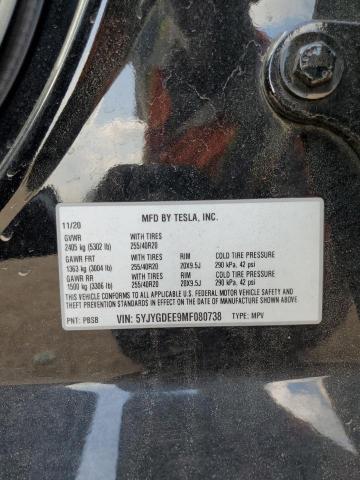 MFD BY TESLA, INC.
11/20
GVWR WITH TIRES
2405 kg (5302 lb) 255/40R20
GAWR FRT WITH TIRES RIM COLD TIRE PRESSURE
1363 kg (3004 lb) 255/40R20 20X9.5J 290 kPa, 42 psi
GAWR RR WITH TIRES RIM COLD TIRE PRESSURE
1500 kg (3306 lb) 255/40R20 20X9.5J 290 kPa, 42 psi
THIS VEHICLE CONFORMS TO ALL APPLICABLE U.S. FEDERAL MOTOR VEHICLE SAFETY
AND THEFT PREVENTION STANDARDS IN EFFECT ON THE DATE OF MANUFACTURE SHOWN ABOVE.
PNT: PBSB VIN: 5YJYGDEE9MF080738 TYPE: MPV